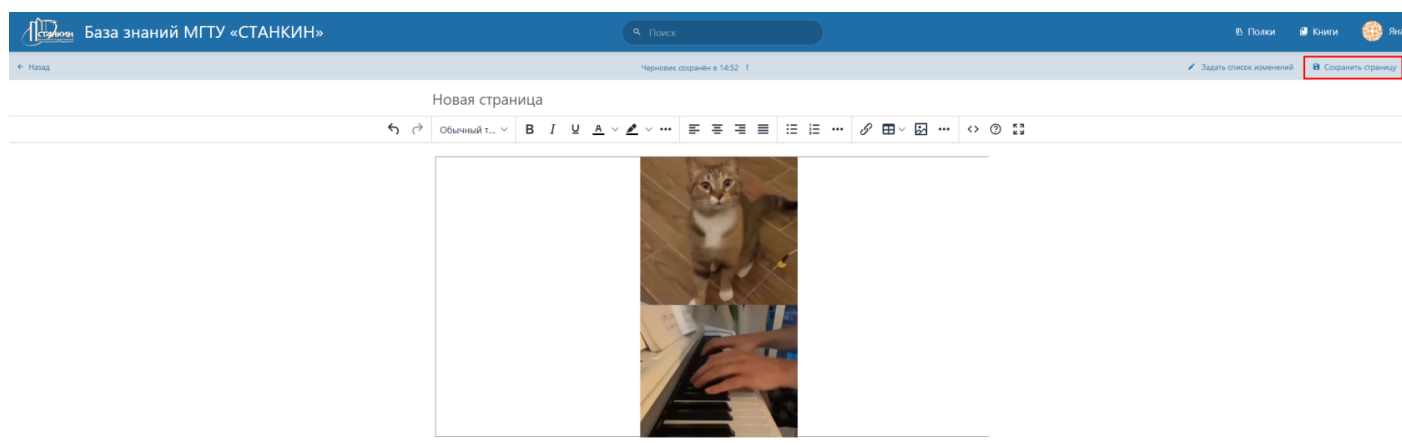 СТАНКИН База знаний МГТУ «СТАНКИН»
Поиск
Полки
Книги
← Назад
Черновик сохранён в 14:52
Задать список изменений
Сохранить страницу
Новая страница
Обычный т...
B I U A